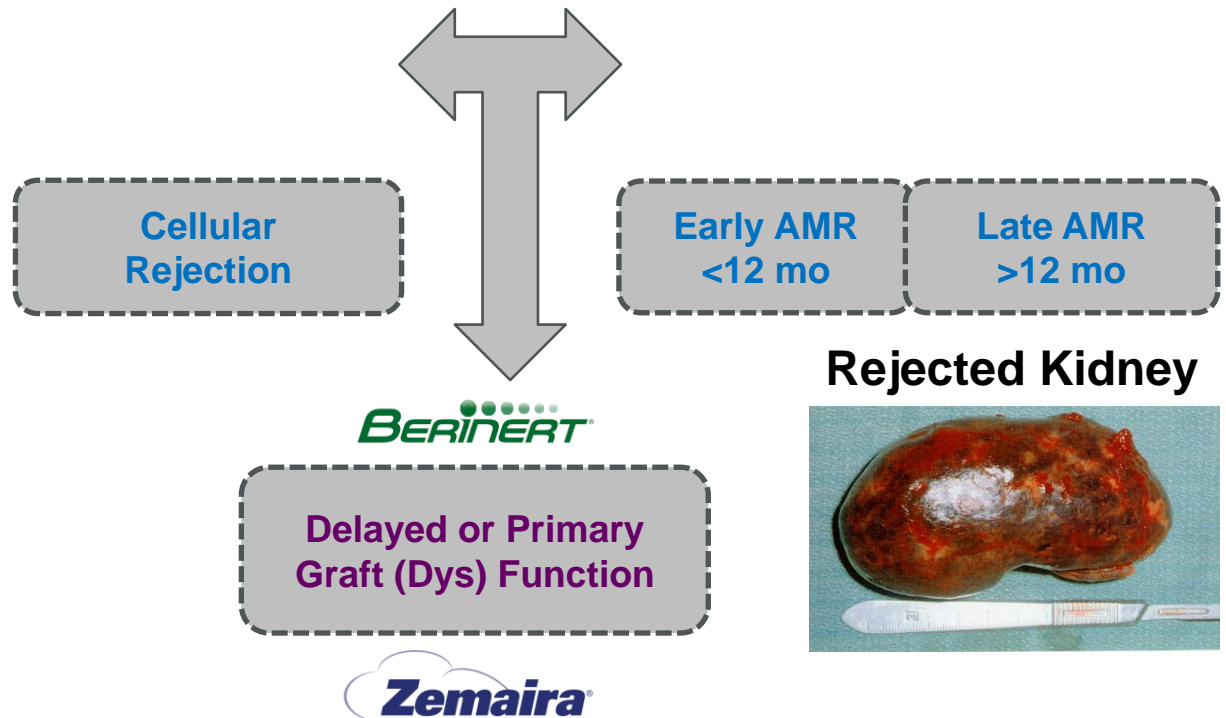 Cellular
Rejection
Early AMR
<12 mo
Late AMR
>12 mo
Rejected Kidney
BERINERT®
Delayed or Primary
Graft (Dys) Function
Zemaira®